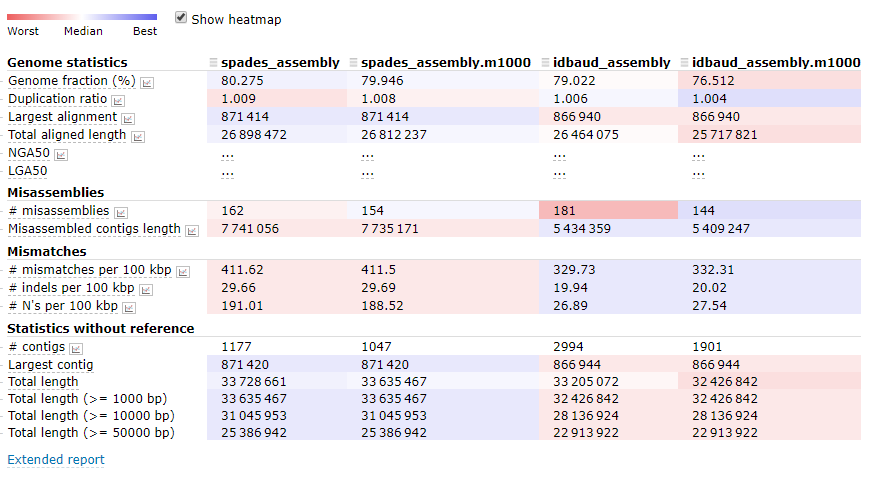 Show heatmap
Worst Median Best
Genome statistics spades_assembly spades_assembly.m1000 idbaud_assembly idbaud_assembly.m1000
Genome fraction (%) 80.275 79.946 79.022 76.512
Duplication ratio 1.009 1.008 1.006 1.004
Largest alignment 871 414 871 414 866 940 866 940
Total aligned length 26 898 472 26 812 237 26 464 075 25 717 821
NGA50 ... ... ... ...
LGA50 ... ... ... ...
Misassemblies
# misassemblies 162 154 181 144
Misassembled contigs length 7 741 056 7 735 171 5 434 359 5 409 247
Mismatches
# mismatches per 100 kbp 411.62 411.5 329.73 332.31
# indels per 100 kbp 29.66 29.69 19.94 20.02
# N's per 100 kbp 191.01 188.52 26.89 27.54
Statistics without reference
# contigs 1177 1047 2994 1901
Largest contig 871 420 871 420 866 944 866 944
Total length 33 728 661 33 635 467 33 205 072 32 426 842
Total length (>= 1000 bp) 33 635 467 33 635 467 32 426 842 32 426 842
Total length (>= 10000 bp) 31 045 953 31 045 953 28 136 924 28 136 924
Total length (>= 50000 bp) 25 386 942 25 386 942 22 913 922 22 913 922
Extended report